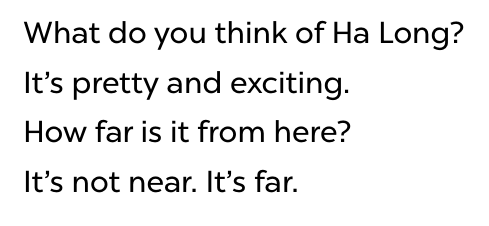 What do you think of Ha Long?
It’s pretty and exciting.
How far is it from here?
It’s not near. It’s far.